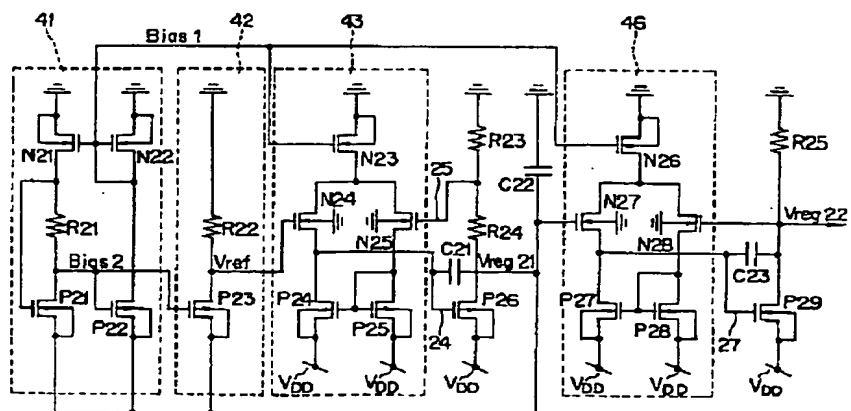 41
Bias 1
42
43
46
N21
N22
N23
R23
C22
N26
R25
R21
R22
N24
25
N25
R24
N27
N28
Vreg 22
Bias 2
Vref
C21
Vreg 21
C23
P21
P22
P23
P24
P25
24
P26
P27
P28
27
P29
VDD
VDD
VDD
VDD
VDD
VDD